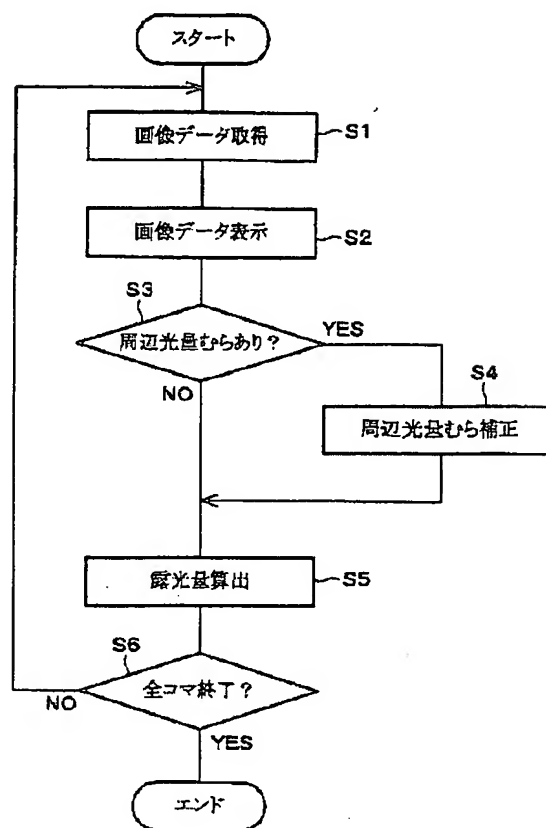 スタート
画像データ取得
S1
画像データ表示
S2
S3
周辺光量むらあり?
YES
NO
S4
周辺光量むら補正
露光量算出
S5
S6
全コマ終了?
NO
YES
エンド